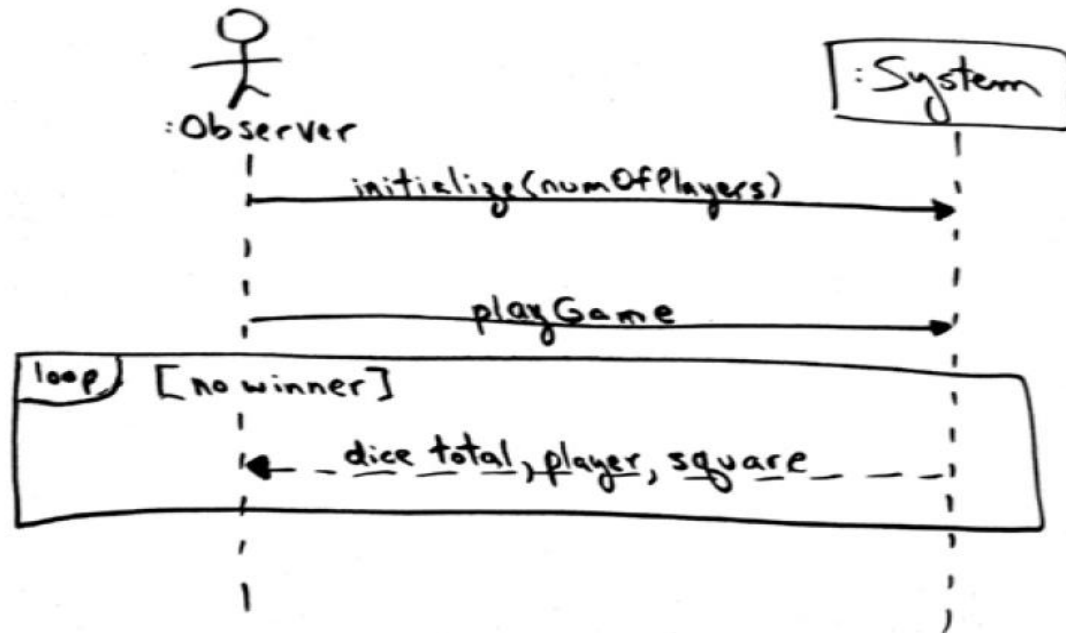 :Observer
:System
initialize(numOfPlayers)
playGame
loop
[no winner]
dice total, player, square